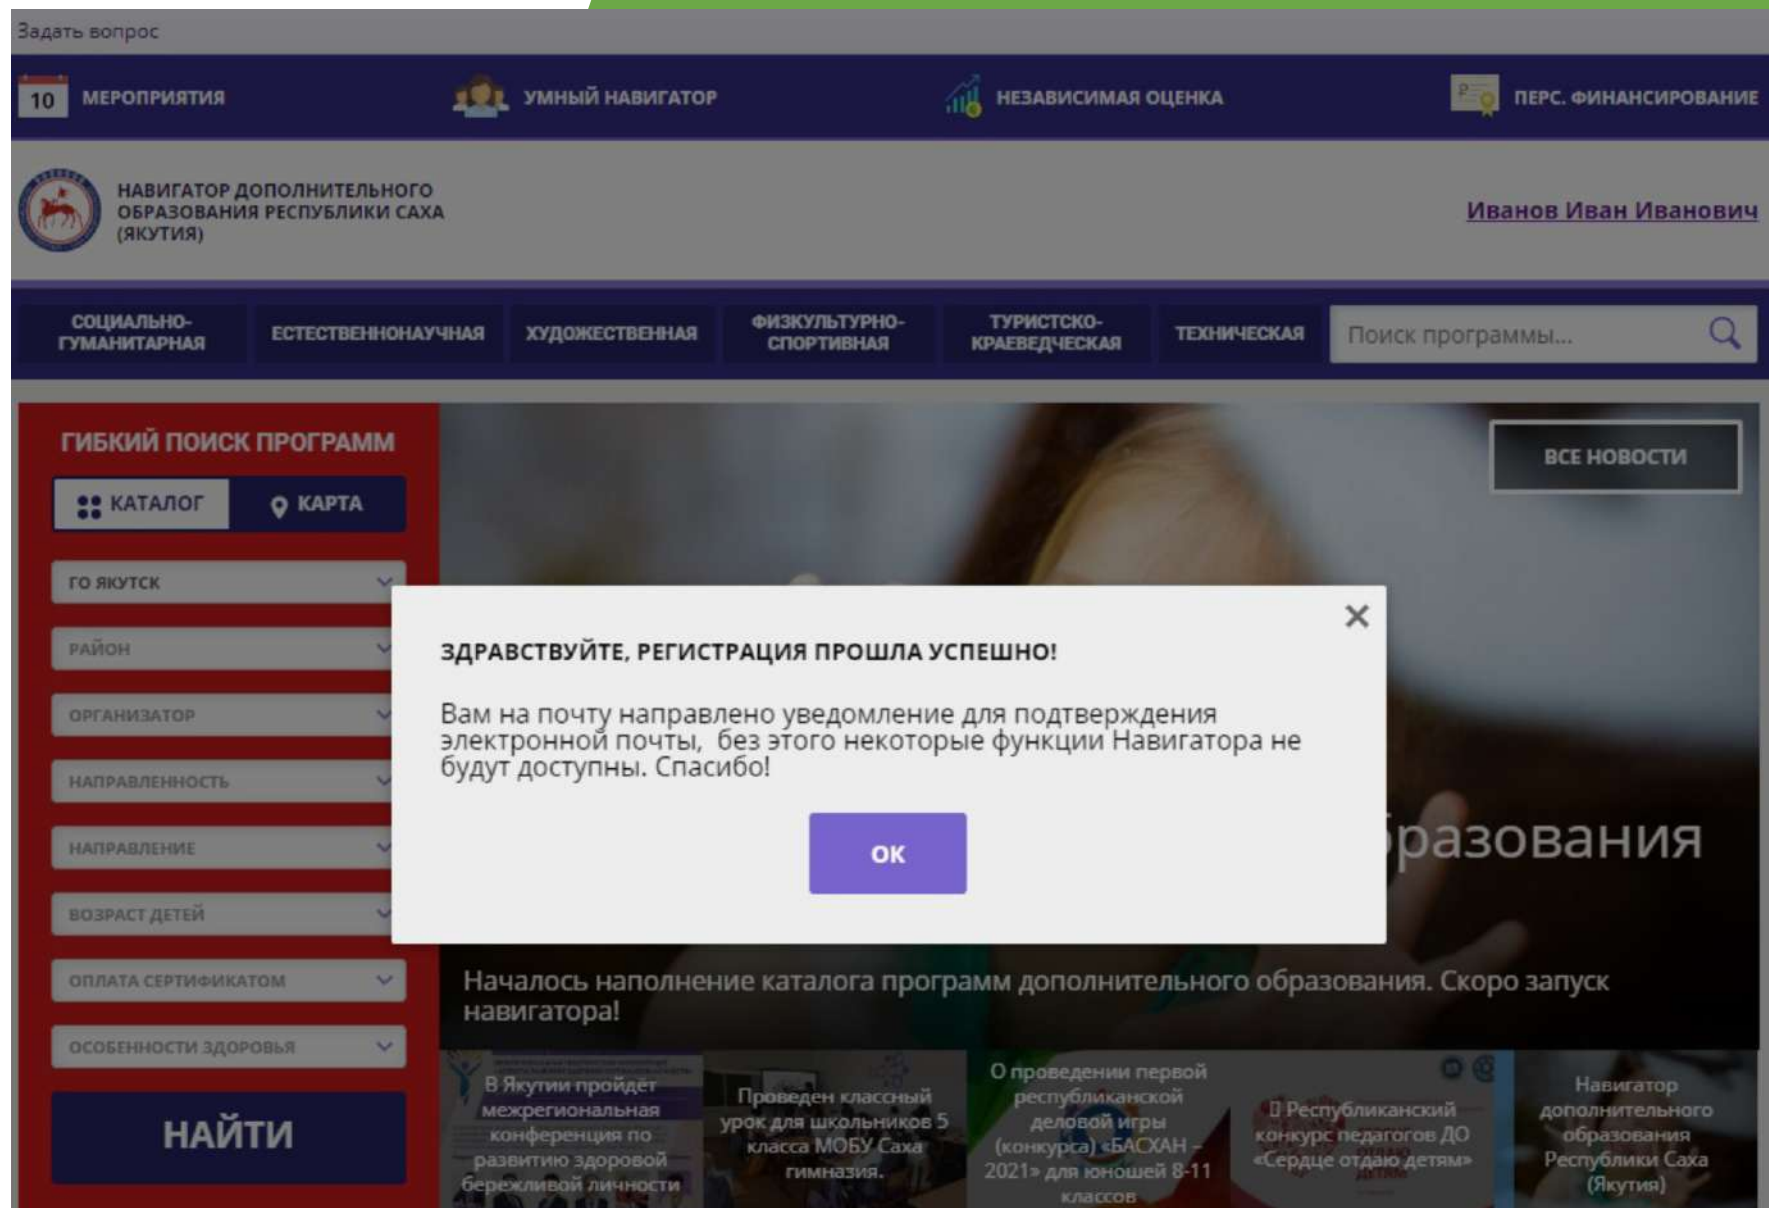 Задать вопрос
10 МЕРОПРИЯТИЯ
УМНЫЙ НАВИГАТОР
НЕЗАВИСИМАЯ ОЦЕНКА
ПЕРС. ФИНАНСИРОВАНИЕ
НАВИГАТОР ДОПОЛНИТЕЛЬНОГО
ОБРАЗОВАНИЯ РЕСПУБЛИКИ САХА
(ЯКУТИЯ)
Иванов Иван Иванович
СОЦИАЛЬНО-
ГУМАНИТАРНАЯ
ЕСТЕСТВЕННОНАУЧНАЯ
ХУДОЖЕСТВЕННАЯ
ФИЗКУЛЬТУРНО-
СПОРТИВНАЯ
ТУРИСТСКО-
КРАЕВЕДЧЕСКАЯ
ТЕХНИЧЕСКАЯ
Поиск программы...
ГИБКИЙ ПОИСК ПРОГРАММ
КАТАЛОГ
КАРТА
ГО ЯКУТСК
РАЙОН
ОРГАНИЗАТОР
НАПРАВЛЕННОСТЬ
НАПРАВЛЕНИЕ
ВОЗРАСТ ДЕТЕЙ
ОПЛАТА СЕРТИФИКАТОМ
ОСОБЕННОСТИ ЗДОРОВЬЯ
НАЙТИ
ВСЕ НОВОСТИ
ЗДРАВСТВУЙТЕ, РЕГИСТРАЦИЯ ПРОШЛА УСПЕШНО!
Вам на почту направлено уведомление для подтверждения
электронной почты,  без этого некоторые функции Навигатора не
будут доступны. Спасибо!
ОК
бразования
Началось наполнение каталога программ дополнительного образования. Скоро запуск
навигатора!
В Якутии пройдёт
межрегиональная
конференция по
развитию здоровой
бережливой личности
Проведен классный
урок для школьников 5
класса МОБУ Саха
гимназия.
О проведении первой
республиканской
деловой игры
(конкурса) «БАСХАН –
2021» для юношей 8-11
классов
Республиканский
конкурс педагогов ДО
«Сердце отдаю детям»
Навигатор
дополнительного
образования
Республики Саха
(Якутия)